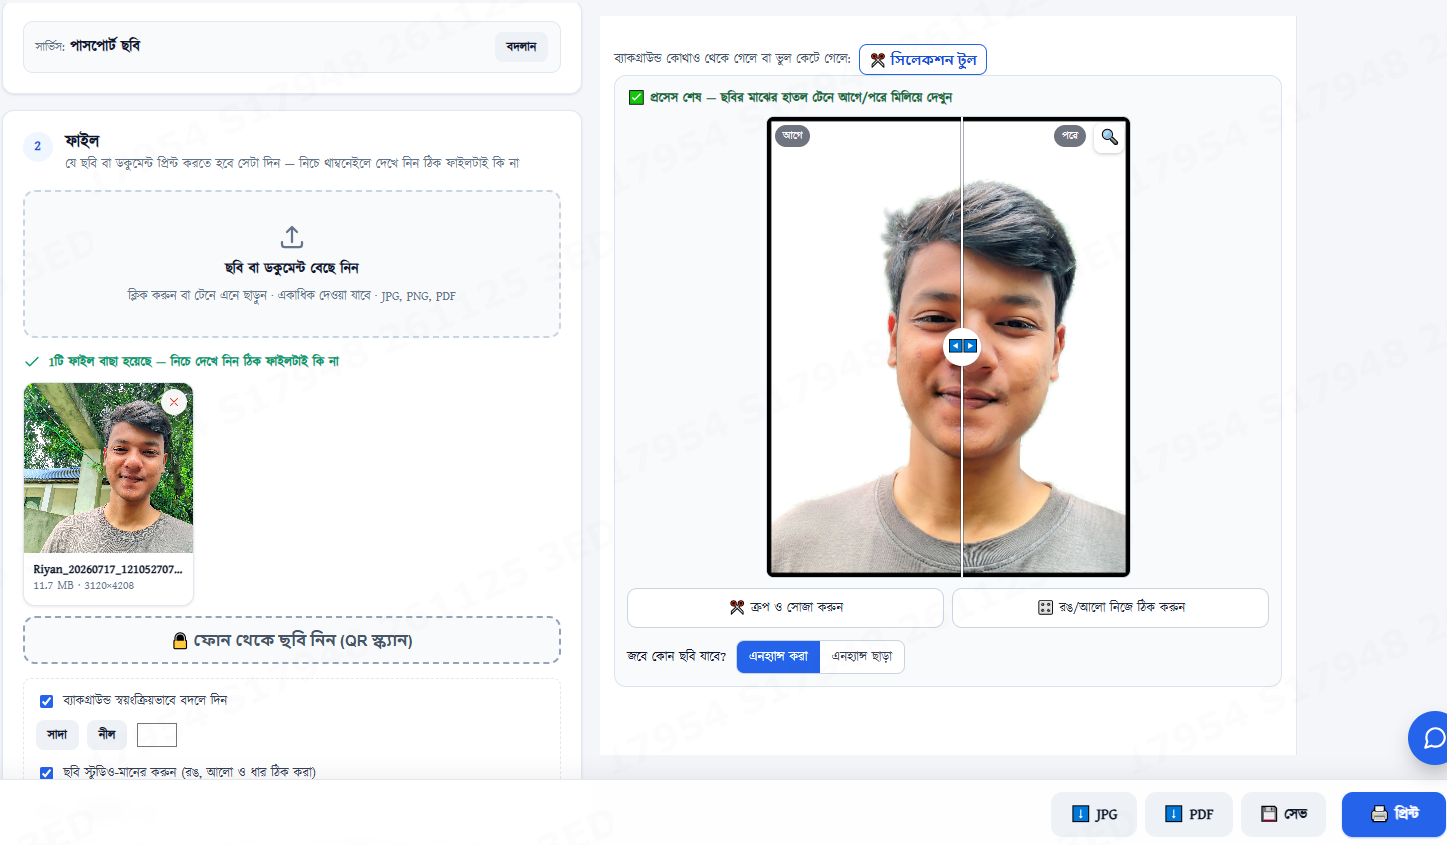 সার্ভিস: পাসপোর্ট ছবি
বদলান
2
ফাইল
যে ছবি বা ডকুমেন্ট প্রিন্ট করতে হবে সেটা দিন — নিচে থাম্বনেইলে দেখে নিন ঠিক ফাইলটাই কি না
ছবি বা ডকুমেন্ট বেছে নিন
ক্লিক করুন বা টেনে এনে ছাড়ুন · একাধিক দেওয়া যাবে · JPG, PNG, PDF
1টি ফাইল বাছা হয়েছে — নিচে দেখে নিন ঠিক ফাইলটাই কি না
Riyan_20260717_121052707...
11.7 MB · 3120×4208
ফোন থেকে ছবি নিন (QR স্ক্যান)
ব্যাকগ্রাউন্ড স্বয়ংক্রিয়ভাবে বদলে দিন
সাদা
নীল
ছবি স্টুডিও-মানের করুন (রঙ, আলো ও ধার ঠিক করা)
ব্যাকগ্রাউন্ড কোথাও থেকে গেলে বা ভুল কেটে গেলে:
সিলেকশন টুল
প্রসেস শেষ — ছবির মাঝের হাতল টেনে আগে/পরে মিলিয়ে দেখুন
আগে
পরে
ক্রপ ও সোজা করুন
রঙ/আলো নিজে ঠিক করুন
জবে কোন ছবি যাবে?
এনহ্যান্স করা
এনহ্যান্স ছাড়া
JPG
PDF
সেভ
প্রিন্ট